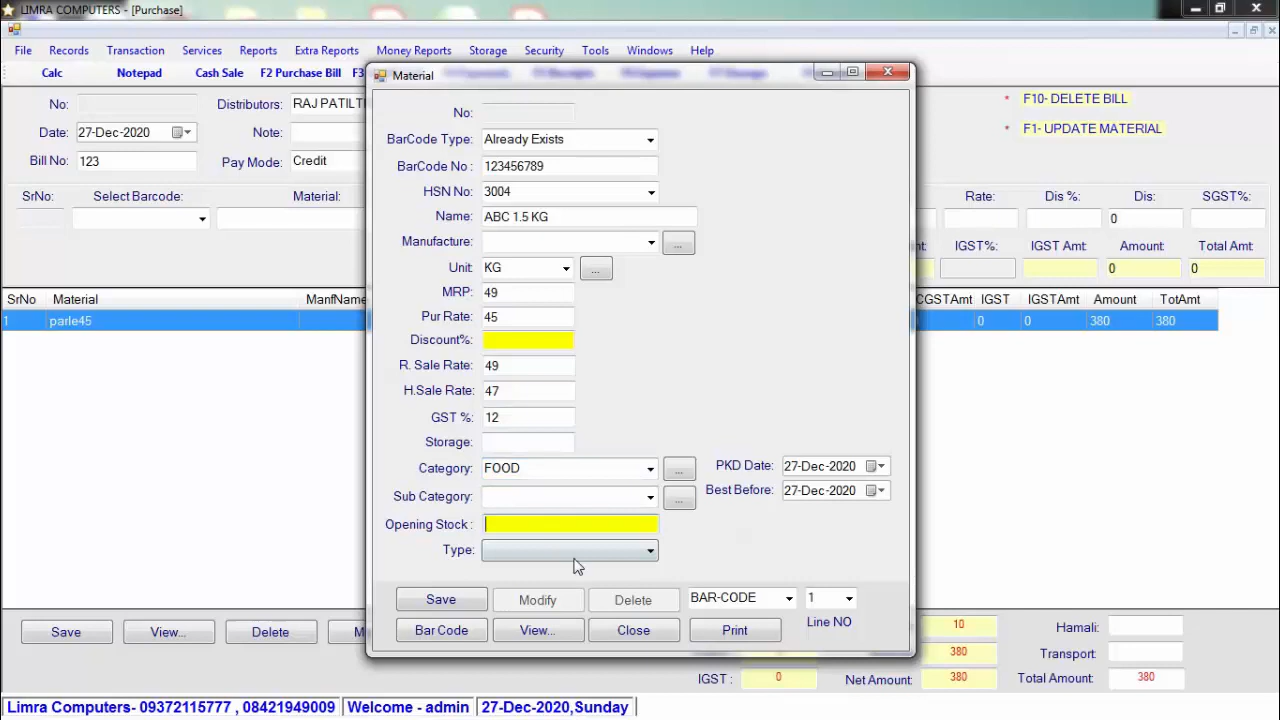 LIMRA COMPUTERS - [Purchase]
File Records Transaction Services Reports Extra Reports Money Reports Storage Security Tools Windows Help
Calc Notepad Cash Sale F2 Purchase Bill F3
No: Distributors: RAJ PATIL
Date: 27-Dec-2020 Note:
Bill No: 123 Pay Mode: Credit
* F10- DELETE BILL
* F1- UPDATE MATERIAL
SrNo: Select Barcode: Material: Rate: Dis %: Dis: SGST%:
0
IGST%: IGST Amt: Amount: Total Amt:
0 0
SrNo Material ManfName CGSTAmt IGST IGSTAmt Amount TotAmt
1 parle45 0 0 380 380
Material
No:
BarCode Type: Already Exists
BarCode No : 123456789
HSN No: 3004
Name: ABC 1.5 KG
Manufacture: ...
Unit: KG ...
MRP: 49
Pur Rate: 45
Discount%:
R. Sale Rate: 49
H.Sale Rate: 47
GST %: 12
Storage:
Category: FOOD ... PKD Date: 27-Dec-2020
Sub Category: ... Best Before: 27-Dec-2020
Opening Stock :
Type:
Save Modify Delete BAR-CODE 1
Bar Code View... Close Print Line NO
Save View... Delete M
10 Hamali:
380 Transport:
IGST : 0 Net Amount: 380 Total Amount: 380
Limra Computers- 09372115777 , 08421949009 Welcome - admin 27-Dec-2020,Sunday